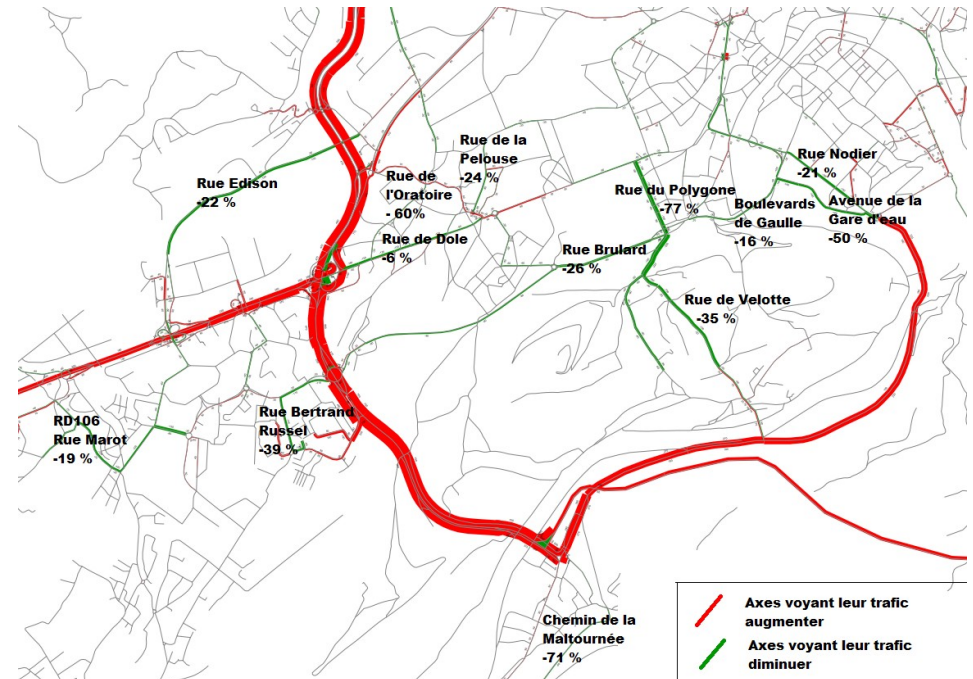 Rue de la
Pelouse
-24 %
Rue Nodier
-21 %
Rue Edison
-22 %
Rue de
l'Oratoire
- 60%
Rue du Polygone
-77 %
Boulevards
de Gaulle
-16 %
Avenue de la
Gare d'eau
-50 %
Rue de Dole
-6 %
Rue Brulard
-26 %
Rue de Velotte
-35 %
RD106
Rue Marot
-19 %
Rue Bertrand
Russel
-39 %
Chemin de la
Maltournée
-71 %
Axes voyant leur trafic
augmenter
Axes voyant leur trafic
diminuer